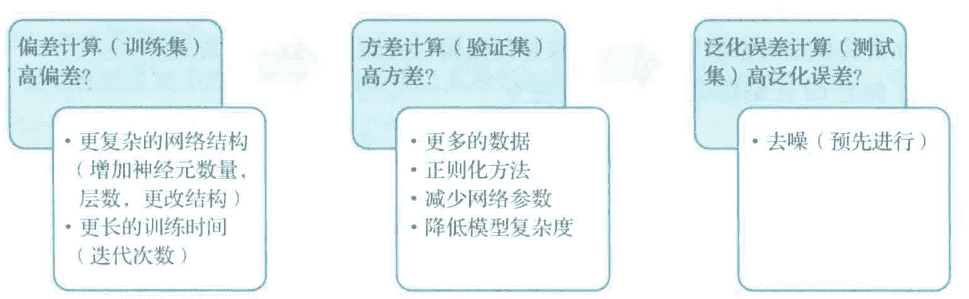 偏差计算（训练集）
高偏差？
· 更复杂的网络结构
（增加神经元数量，
层数，更改结构）
· 更长的训练时间
（迭代次数）
方差计算（验证集）
高方差？
· 更多的数据
· 正则化方法
· 减少网络参数
· 降低模型复杂度
泛化误差计算（测试
集）高泛化误差？
· 去噪（预先进行）